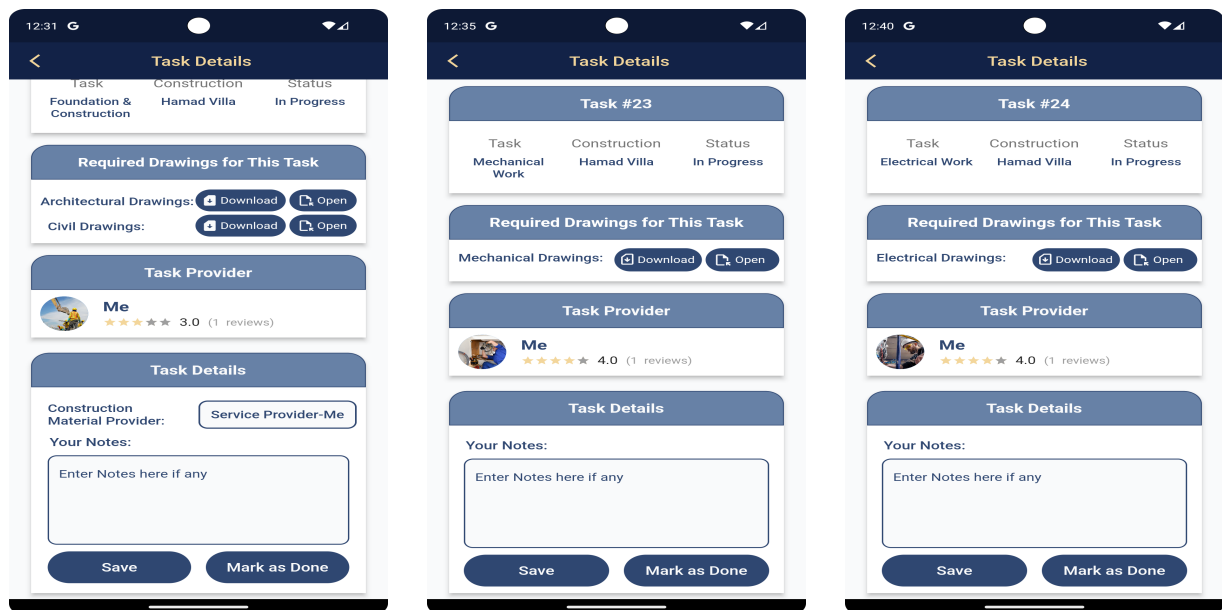 12:31 G
Task Details
Task Construction Status
Foundation & Construction Hamad Villa In Progress
Required Drawings for This Task
Architectural Drawings: Download Open
Civil Drawings: Download Open
Task Provider
Me
3.0 (1 reviews)
Task Details
Construction
Material Provider: Service Provider-Me
Your Notes:
Enter Notes here if any
Save Mark as Done
12:35 G
Task Details
Task #23
Task Construction Status
Mechanical Work Hamad Villa In Progress
Required Drawings for This Task
Mechanical Drawings: Download Open
Task Provider
Me
4.0 (1 reviews)
Task Details
Your Notes:
Enter Notes here if any
Save Mark as Done
12:40 G
Task Details
Task #24
Task Construction Status
Electrical Work Hamad Villa In Progress
Required Drawings for This Task
Electrical Drawings: Download Open
Task Provider
Me
4.0 (1 reviews)
Task Details
Your Notes:
Enter Notes here if any
Save Mark as Done